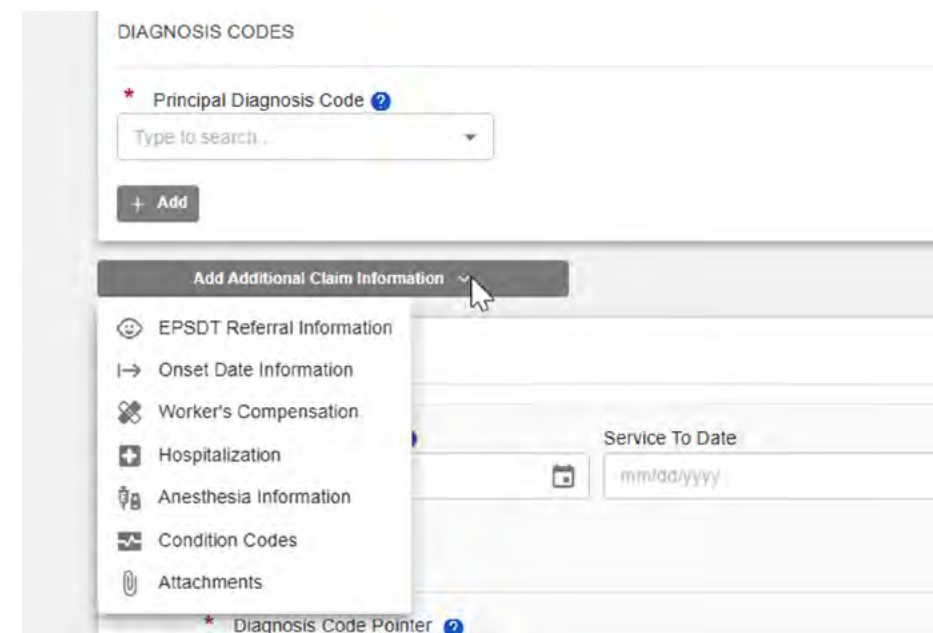 DIAGNOSIS CODES
* Principal Diagnosis Code ?
Type to search...
+ Add
Add Additional Claim Information
EPSDT Referral Information
Onset Date Information
Worker's Compensation
Hospitalization
Anesthesia Information
Condition Codes
Attachments
Service To Date
mm/dd/yyyy
* Diagnosis Code Pointer ?